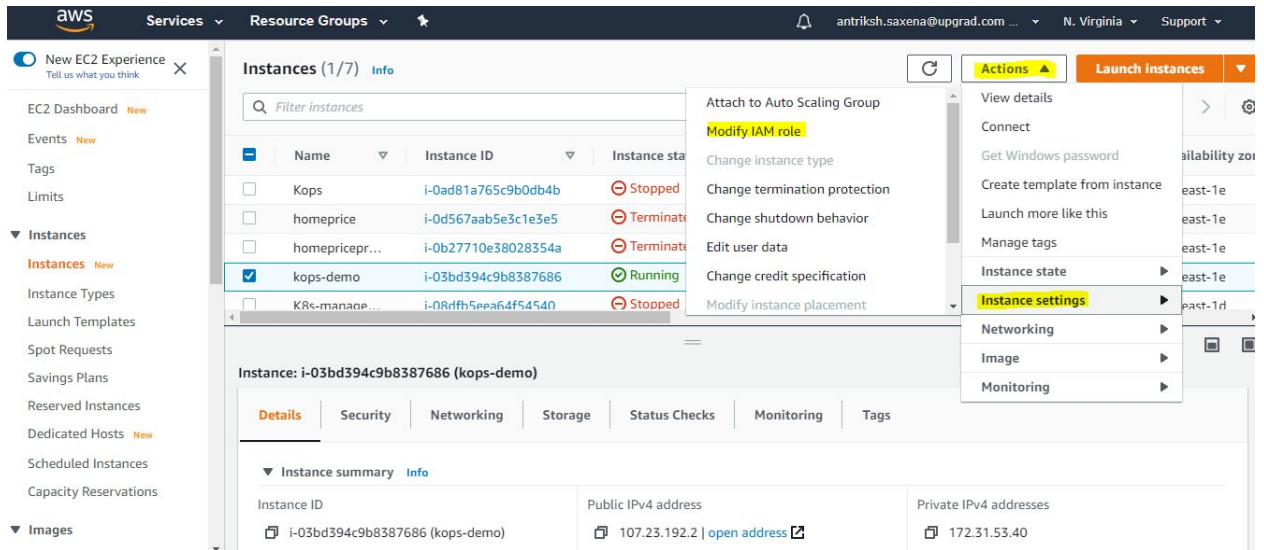 aws Services Resource Groups antriksh.saxena@upgrad.com ... N. Virginia Support
New EC2 Experience
Tell us what you think
EC2 Dashboard New
Events New
Tags
Limits
Instances
Instances New
Instance Types
Launch Templates
Spot Requests
Savings Plans
Reserved Instances
Dedicated Hosts New
Scheduled Instances
Capacity Reservations
Images
Instances (1/7) Info
Actions
Launch instances
Filter instances
Name Instance ID Instance sta
ailability zon
Kops i-0ad81a765c9b0db4b Stopped east-1e
homeprice i-0d567aab5e3c1e3e5 Terminate east-1e
homepricepr... i-0b27710e38028354a Terminate east-1e
kops-demo i-03bd394c9b8387686 Running east-1e
K8s-manage... i-08dfb5eea64f54540 Stopped east-1d
Attach to Auto Scaling Group
Modify IAM role
Change instance type
Change termination protection
Change shutdown behavior
Edit user data
Change credit specification
Modify instance placement
View details
Connect
Get Windows password
Create template from instance
Launch more like this
Manage tags
Instance state
Instance settings
Networking
Image
Monitoring
Instance: i-03bd394c9b8387686 (kops-demo)
Details Security Networking Storage Status Checks Monitoring Tags
Instance summary Info
Instance ID Public IPv4 address Private IPv4 addresses
i-03bd394c9b8387686 (kops-demo) 107.23.192.2 | open address 172.31.53.40